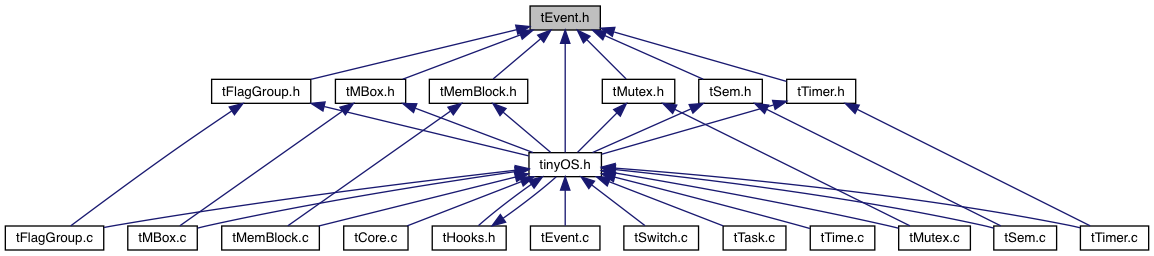 tEvent.h
tFlagGroup.h
tMBox.h
tMemBlock.h
tMutex.h
tSem.h
tTimer.h
tinyOS.h
tFlagGroup.c
tMBox.c
tMemBlock.c
tCore.c
tHooks.h
tEvent.c
tSwitch.c
tTask.c
tTime.c
tMutex.c
tSem.c
tTimer.c